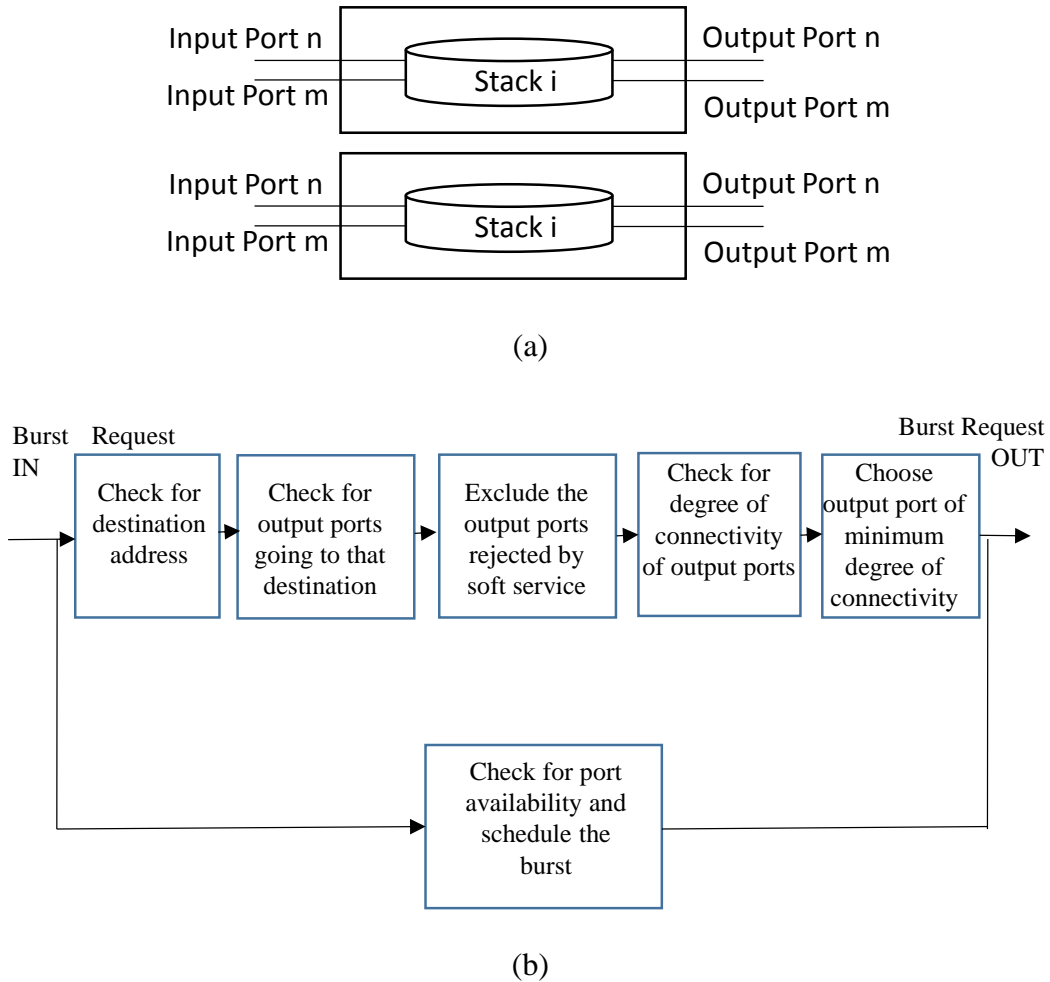 Input Port n
Output Port n
Stack i
Input Port m
Output Port m
Input Port n
Output Port n
Stack i
Input Port m
Output Port m
(a)
Burst Request
IN
Burst Request
OUT
Check for
destination
address
Check for
output ports
going to that
destination
Exclude the
output ports
rejected by
soft service
Check for
degree of
connectivity
of output ports
Choose
output port of
minimum
degree of
connectivity
Check for port
availability and
schedule the
burst
(b)